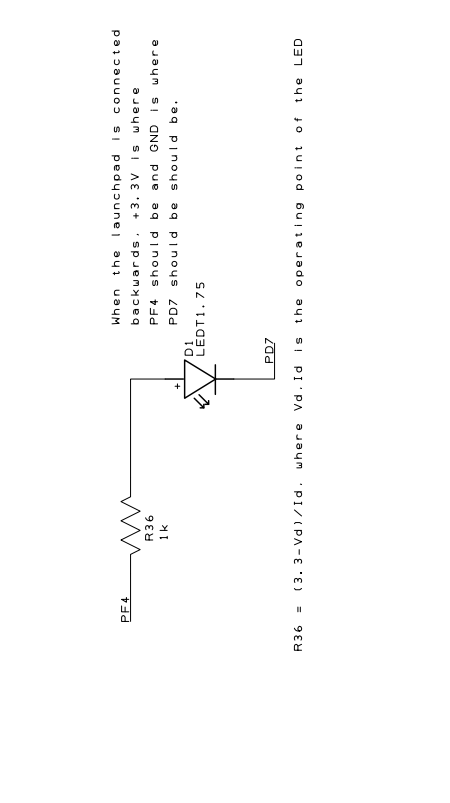 When the launchpad is connected
backwards, +3.3V is where
PF4 should be and GND is where
PD7 should be should be.
D1
LEDT1.75
+
PD7
R36
1k
PF4
R36 = (3.3-Vd)/Id, where Vd,Id is the operating point of the LED